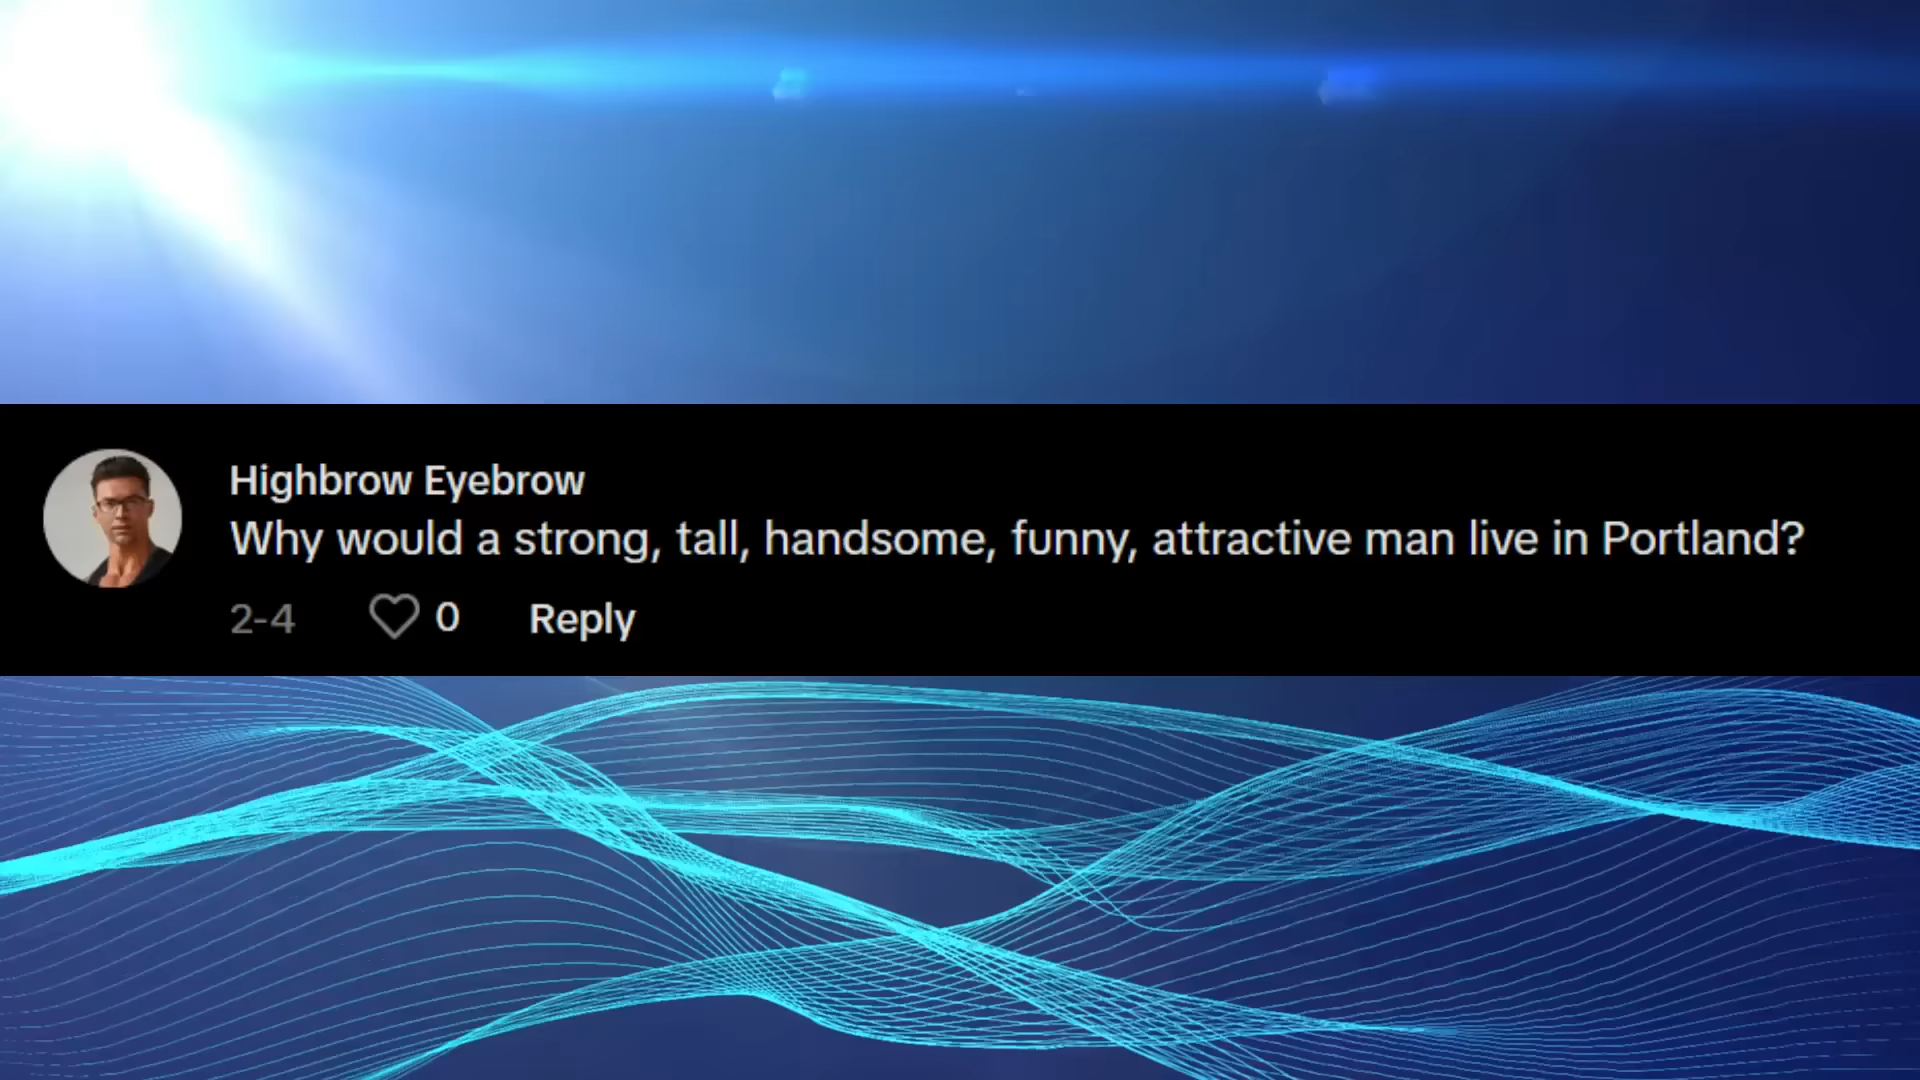 Highbrow Eyebrow
Why would a strong, tall, handsome, funny, attractive man live in Portland?
2-4 0 Reply